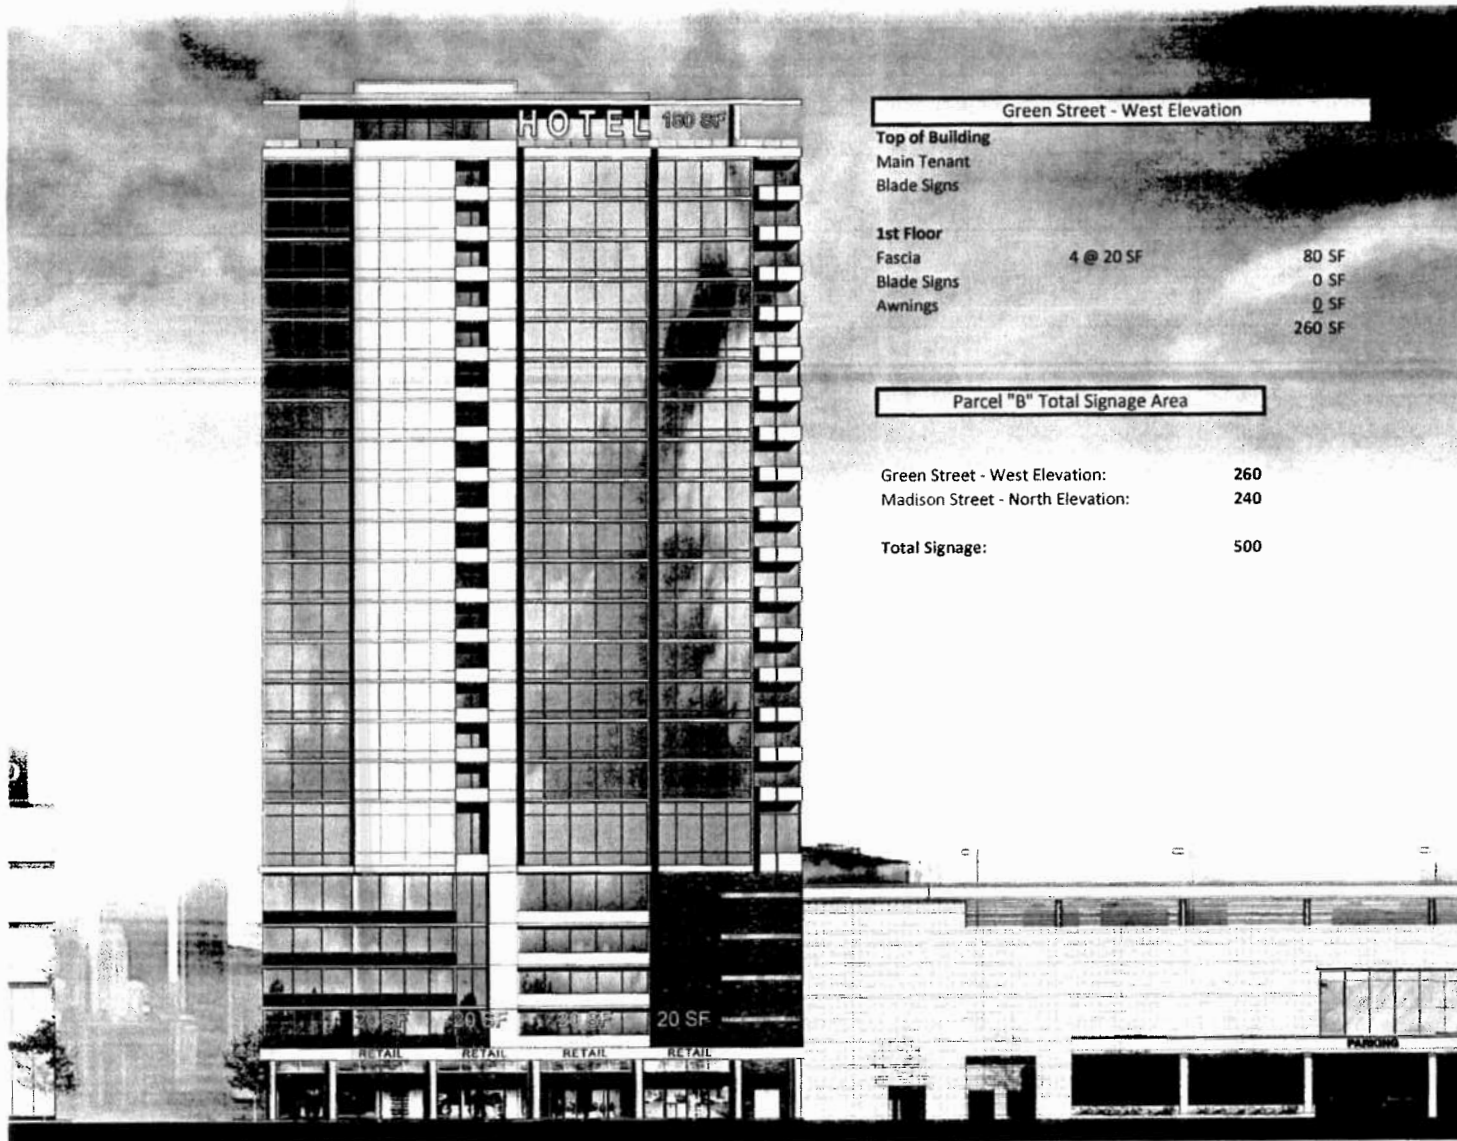 HOTEL 180 SF
Green Street - West Elevation
Top of Building
Main Tenant
Blade Signs
1st Floor
Fascia 4 @ 20 SF 80 SF
Blade Signs 0 SF
Awnings 0 SF
260 SF
Parcel "B" Total Signage Area
Green Street - West Elevation: 260
Madison Street - North Elevation: 240
Total Signage: 500
20 SF 20 SF 20 SF 20 SF
RETAIL RETAIL RETAIL RETAIL
PARKING